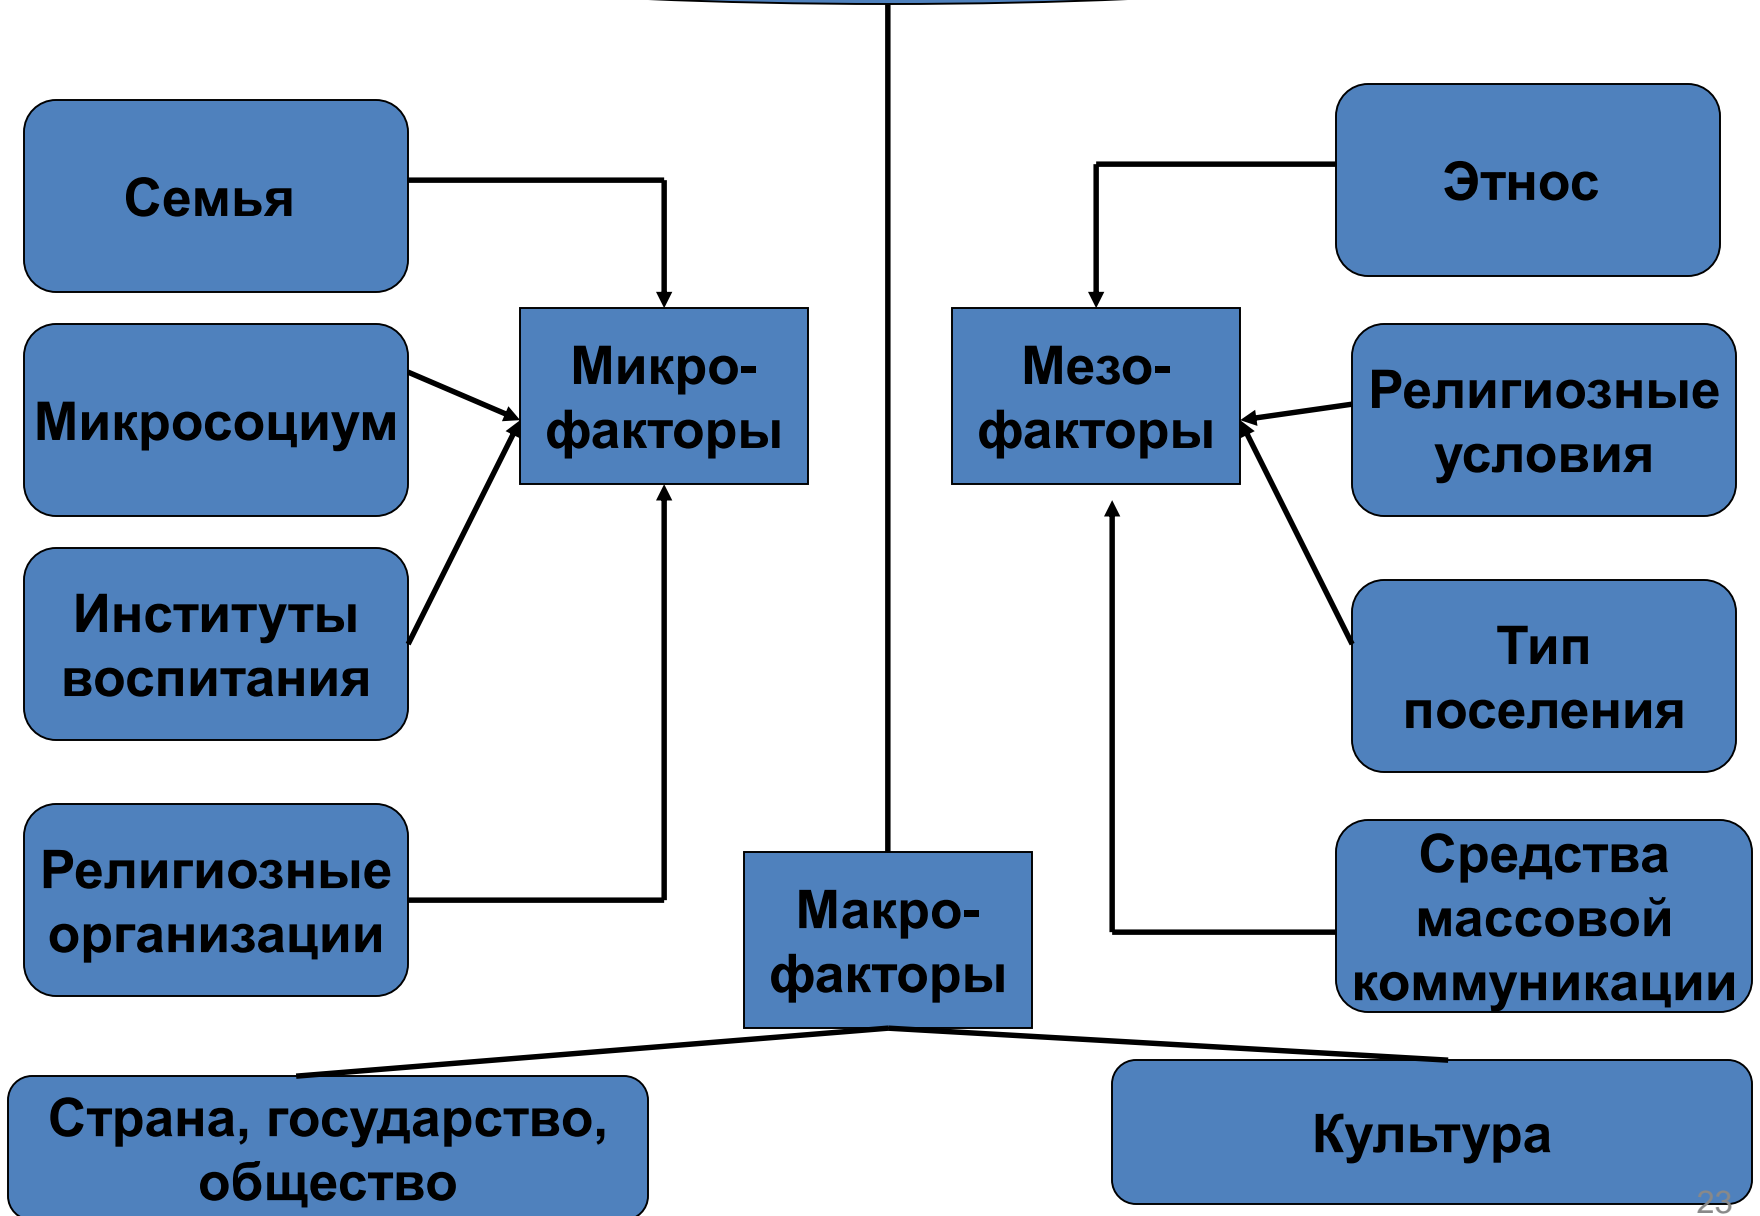 Семья
Микросоциум
Институты
воспитания
Религиозные
организации
Микро-
факторы
Мезо-
факторы
Этнос
Религиозные
условия
Тип
поселения
Средства
массовой
коммуникации
Макро-
факторы
Страна, государство,
общество
Культура
23